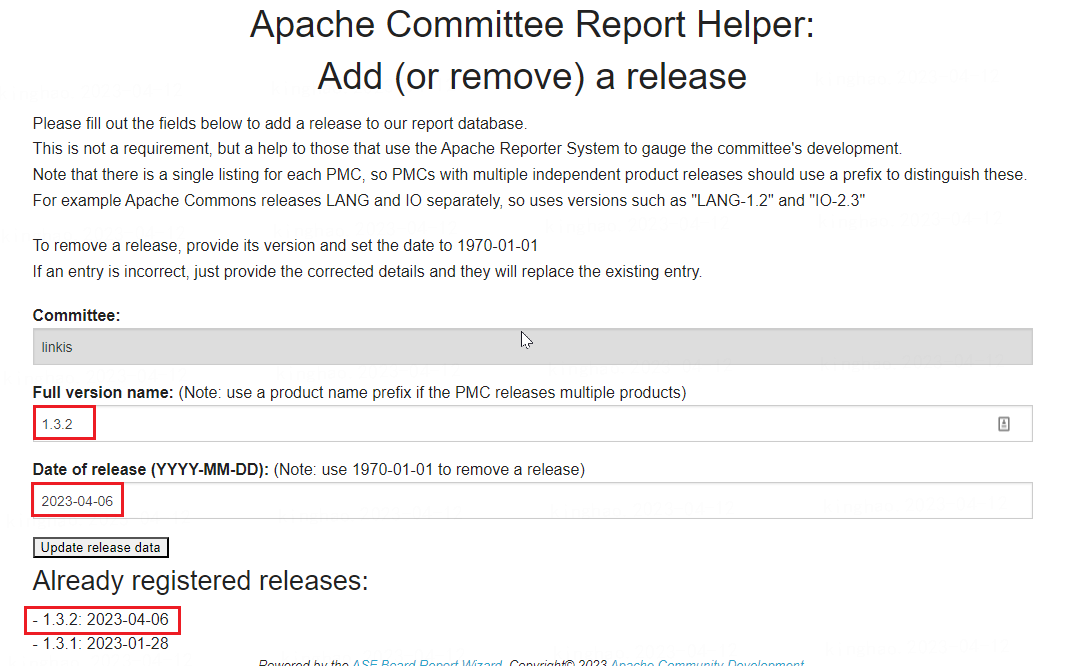 Apache Committee Report Helper:
Add (or remove) a release
Please fill out the fields below to add a release to our report database.
This is not a requirement, but a help to those that use the Apache Reporter System to gauge the committee's development.
Note that there is a single listing for each PMC, so PMCs with multiple independent product releases should use a prefix to distinguish these.
For example Apache Commons releases LANG and IO separately, so uses versions such as "LANG-1.2" and "IO-2.3"
To remove a release, provide its version and set the date to 1970-01-01
If an entry is incorrect, just provide the corrected details and they will replace the existing entry.
Committee:
linkis
Full version name: (Note: use a product name prefix if the PMC releases multiple products)
1.3.2
Date of release (YYYY-MM-DD): (Note: use 1970-01-01 to remove a release)
2023-04-06
Update release data
Already registered releases:
- 1.3.2: 2023-04-06
- 1.3.1: 2023-01-28
Powered by the ASF Board Report Wizard. Copyright© 2023 Apache Community Development.